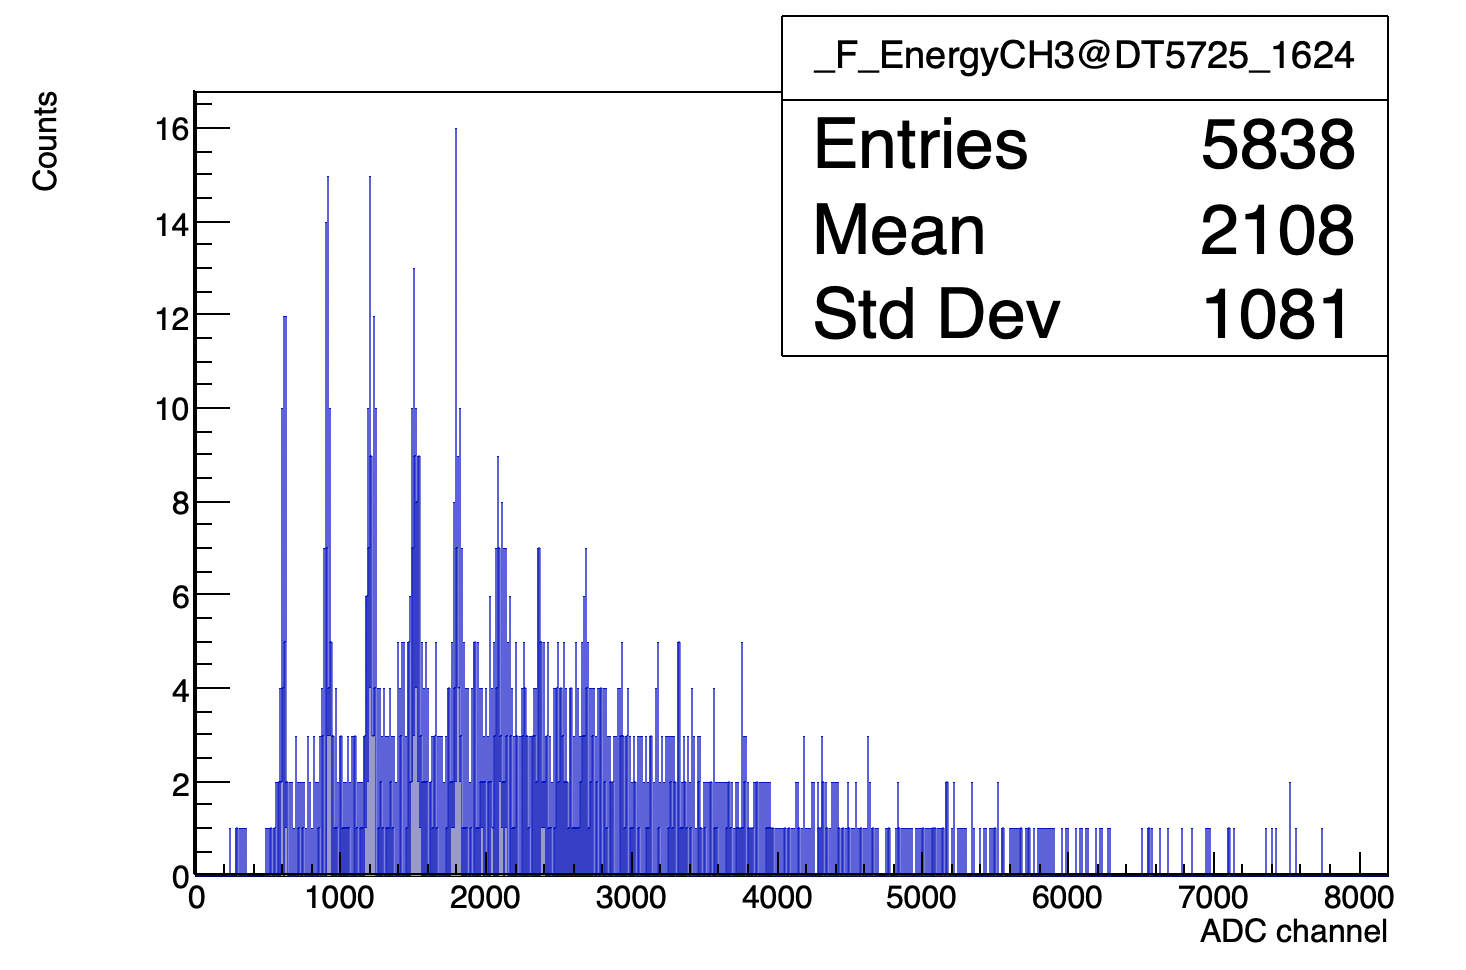 _F_EnergyCH3@DT5725_1624
Entries 5838
Mean 2108
Std Dev 1081
Counts
16
14
12
10
8
6
4
2
0
0 1000 2000 3000 4000 5000 6000 7000 8000
ADC channel